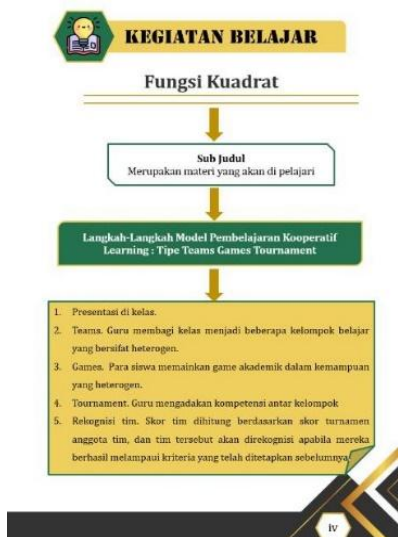 KEGIATAN BELAJAR
Fungsi Kuadrat
Sub Judul
Merupakan materi yang akan di pelajari
Langkah-Langkah Model Pembelajaran Kooperatif
Learning : Tipe Teams Games Tournament
1. Presentasi di kelas.
2. Teams. Guru membagi kelas menjadi beberapa kelompok belajar
yang bersifat heterogen.
3. Games. Para siswa memainkan game akademik dalam kemampuan
yang heterogen.
4. Tournament. Guru mengadakan kompetensi antar kelompok
5. Rekognisi tim. Skor tim dihitung berdasarkan skor turnamen
anggota tim, dan tim tersebut akan direkognisi apabila mereka
berhasil melampaui kriteria yang telah ditetapkan sebelumnya
iv